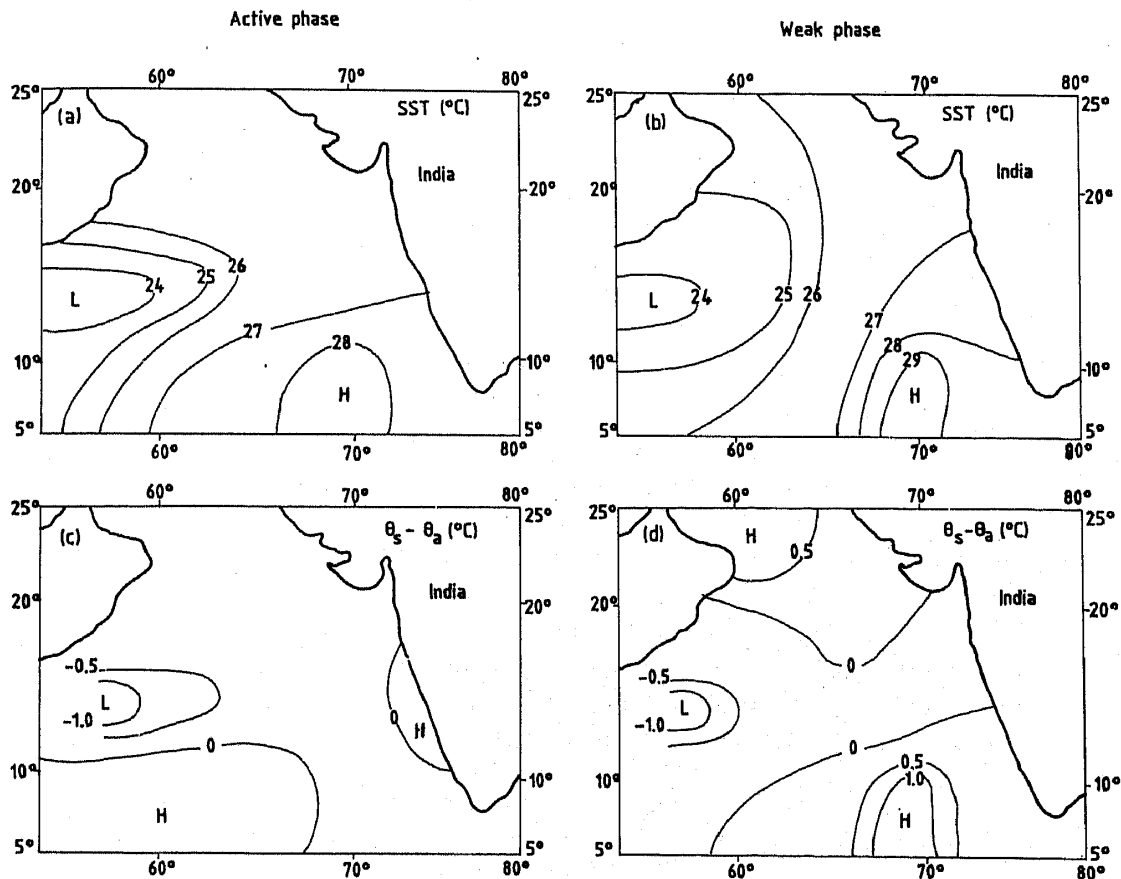 Active phase
Weak phase
60° 70° 80°
60° 70° 80°
25° (a) SST (°C) 25°
25° (b) SST (°C) 25°
India
India
20° 20°
20° 20°
24 25 26
L
27
28
10° 10°
H
5° 5°
60° 70° 80°
L 24 25 26
27
28
29
10° 10°
H
5° 5°
60° 70° 80°
60° 70° 80°
60° 70° 80°
25° (c) θs - θa (°C) 25°
25° (d) H 0.5 θs-θa (°C) 25°
India
India
20° 20°
20° 20°
-0.5
L
-1.0
0
H
0
10° 10°
H
5° 5°
60° 70° 80°
0
-0.5
L
-1.0
0
0.5
1.0
10° 10°
H
5° 5°
60° 70° 80°